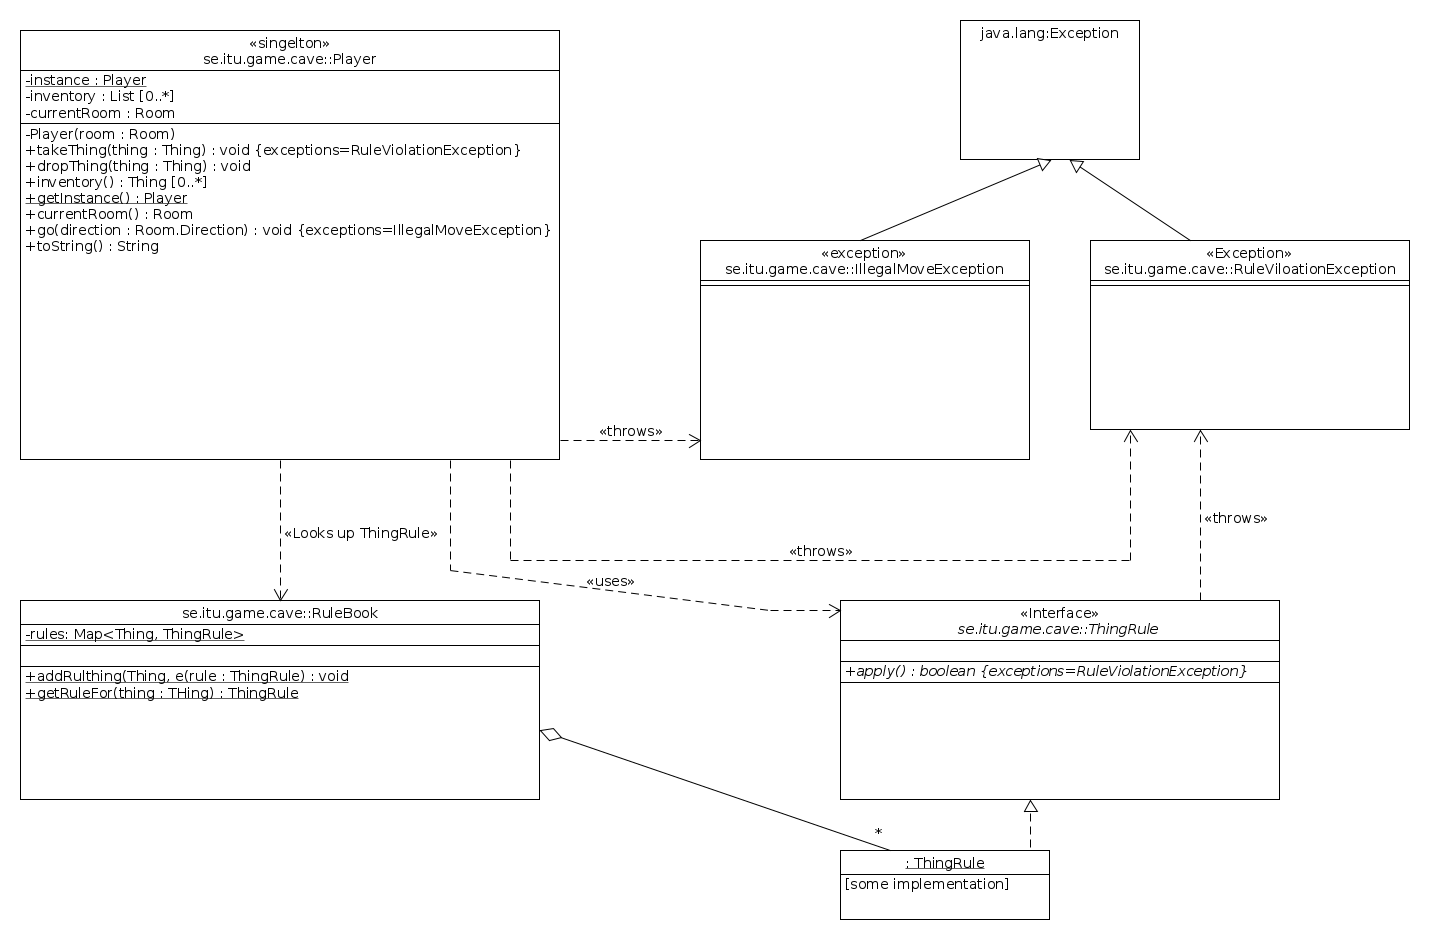 «singelton»
se.itu.game.cave::Player
-instance : Player
-inventory : List [0..*]
-currentRoom : Room
-Player(room : Room)
+takeThing(thing : Thing) : void {exceptions=RuleViolationException}
+dropThing(thing : Thing) : void
+inventory() : Thing [0..*]
+getInstance() : Player
+currentRoom() : Room
+go(direction : Room.Direction) : void {exceptions=IllegalMoveException}
+toString() : String
java.lang:Exception
«exception»
se.itu.game.cave::IllegalMoveException
«Exception»
se.itu.game.cave::RuleViloationException
«throws»
«Looks up ThingRule»
«throws»
«throws»
«uses»
se.itu.game.cave::RuleBook
-rules: Map<Thing, ThingRule>
+addRulthing(Thing, e(rule : ThingRule) : void
+getRuleFor(thing : THing) : ThingRule
«Interface»
se.itu.game.cave::ThingRule
+apply() : boolean {exceptions=RuleViolationException}
*
: ThingRule
[some implementation]